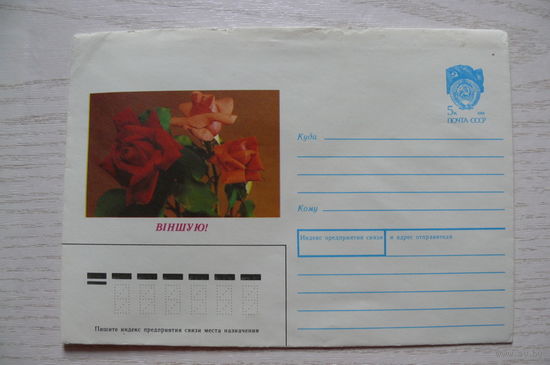 5к
ПОЧТА СССР
Куда
ВІНШУЮ!
Кому
Индекс предприятия связи и адрес отправителя
Пишите индекс предприятия связи места назначения